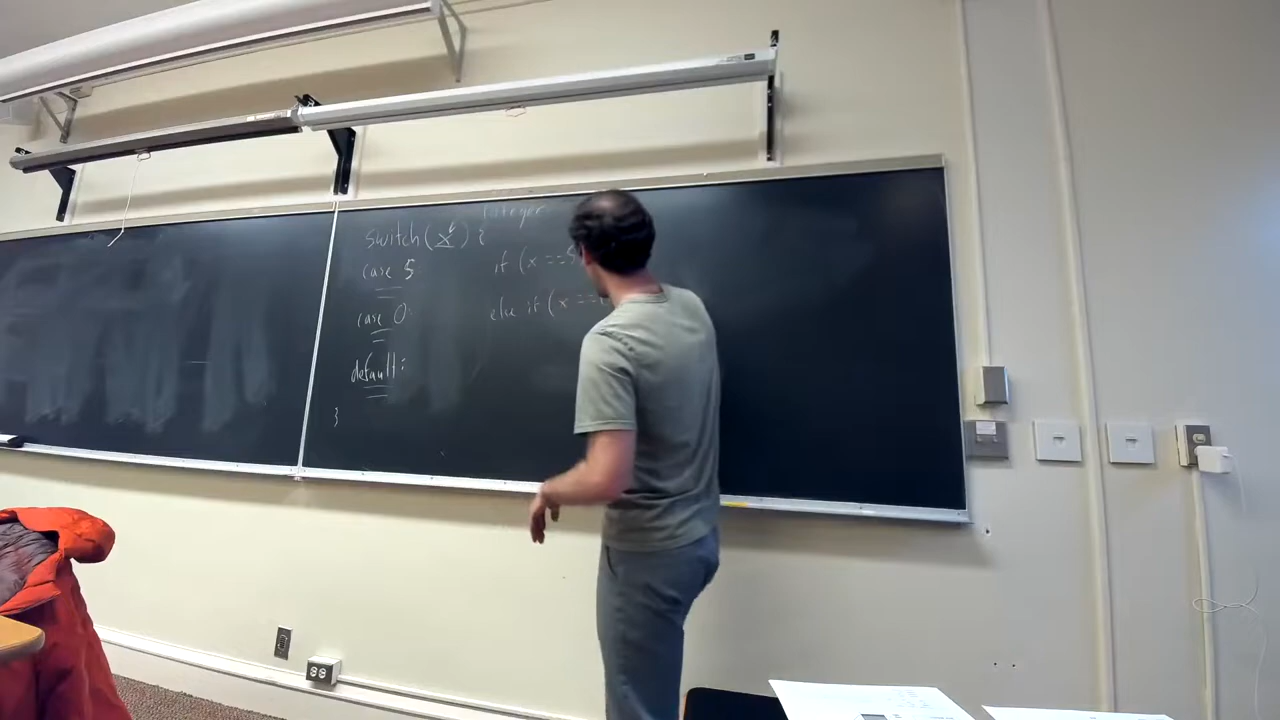 integer
switch(x) {
case 5
case 0:
default:
}
if (x ==5
else if (x ==